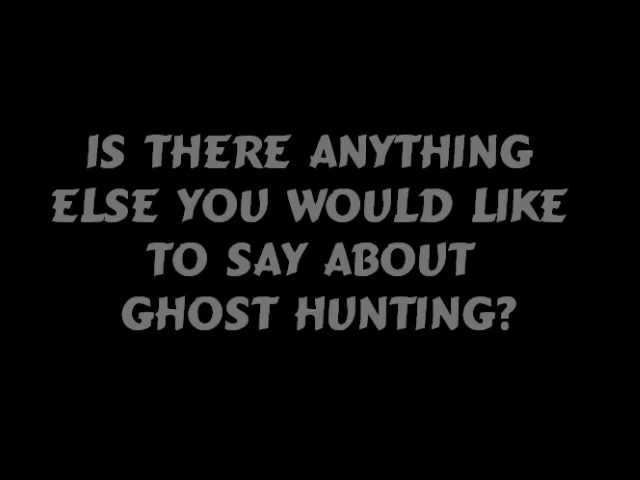 IS THERE ANYTHING
ELSE YOU WOULD LIKE
TO SAY ABOUT
GHOST HUNTING?